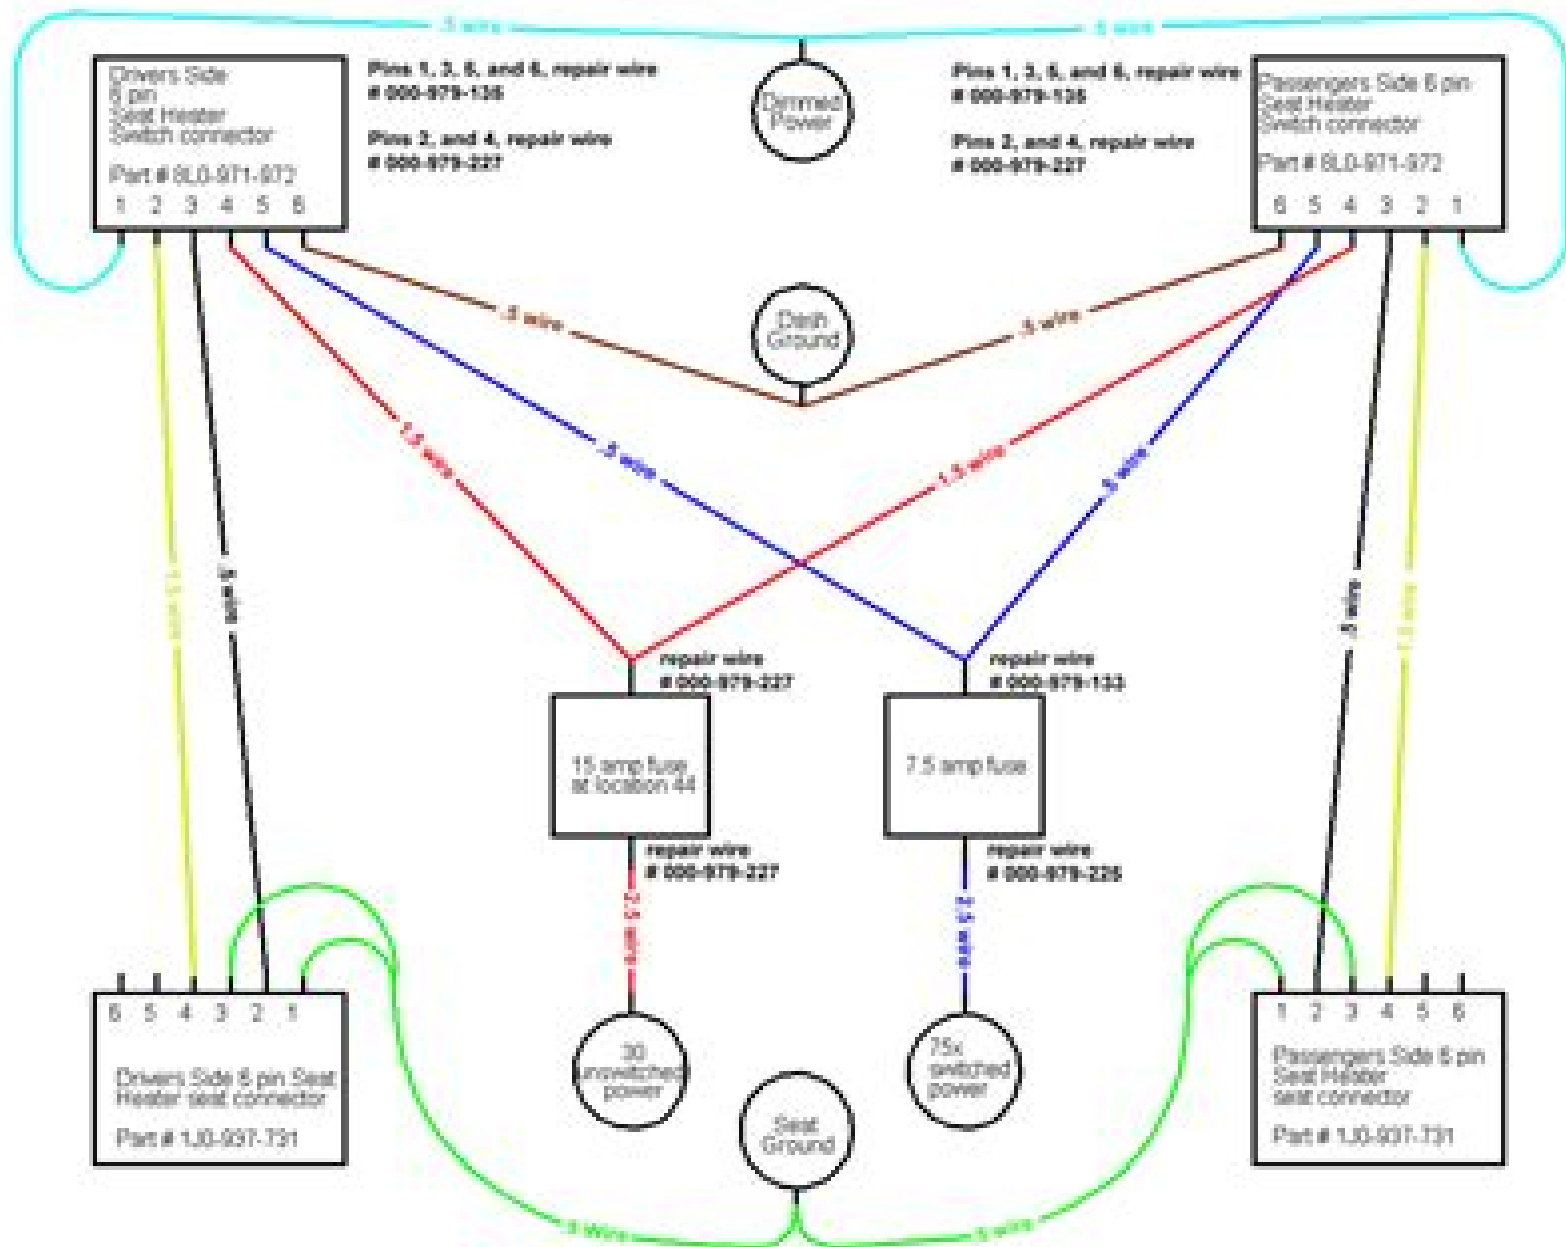 .5 wire
.5 wire
Drivers Side
6 pin
Seat Heater
Switch connector
Part # 8L0-971-972
1 2 3 4 5 6
Pins 1, 3, 5, and 6, repair wire
# 000-979-135
Pins 2, and 4, repair wire
# 000-979-227
Dimmed
Power
Pins 1, 3, 5, and 6, repair wire
# 000-979-135
Pins 2, and 4, repair wire
# 000-979-227
Passengers Side 6 pin
Seat Heater
Switch connector
Part # 8L0-971-972
6 5 4 3 2 1
.5 wire
Dash
Ground
.5 wire
1.5 wire
.5 wire
1.5 wire
.5 wire
1.5 wire
.5 wire
.5 wire
1.5 wire
repair wire
# 000-979-227
repair wire
# 000-979-133
15 amp fuse
at location 44
7.5 amp fuse
repair wire
# 000-979-227
repair wire
# 000-979-225
2.5 wire
2.5 wire
6 5 4 3 2 1
Drivers Side 6 pin Seat
Heater seat connector
Part # 1J0-937-731
30
unswitched
power
75x
switched
power
Seat
Ground
1 2 3 4 5 6
Passengers Side 6 pin
Seat Heater
seat connector
Part # 1J0-937-731
.5 Wire
.5 wire